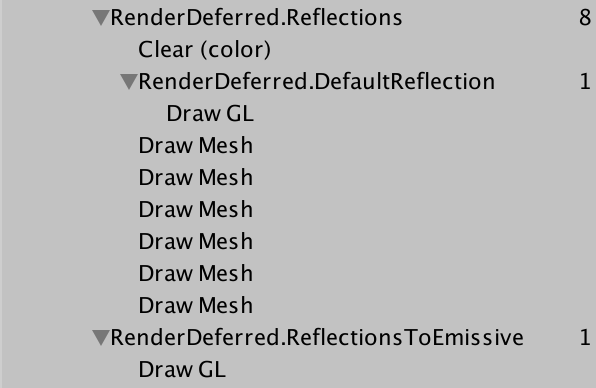 RenderDeferred.Reflections 8
Clear (color)
RenderDeferred.DefaultReflection 1
Draw GL
Draw Mesh
Draw Mesh
Draw Mesh
Draw Mesh
Draw Mesh
Draw Mesh
RenderDeferred.ReflectionsToEmissive 1
Draw GL